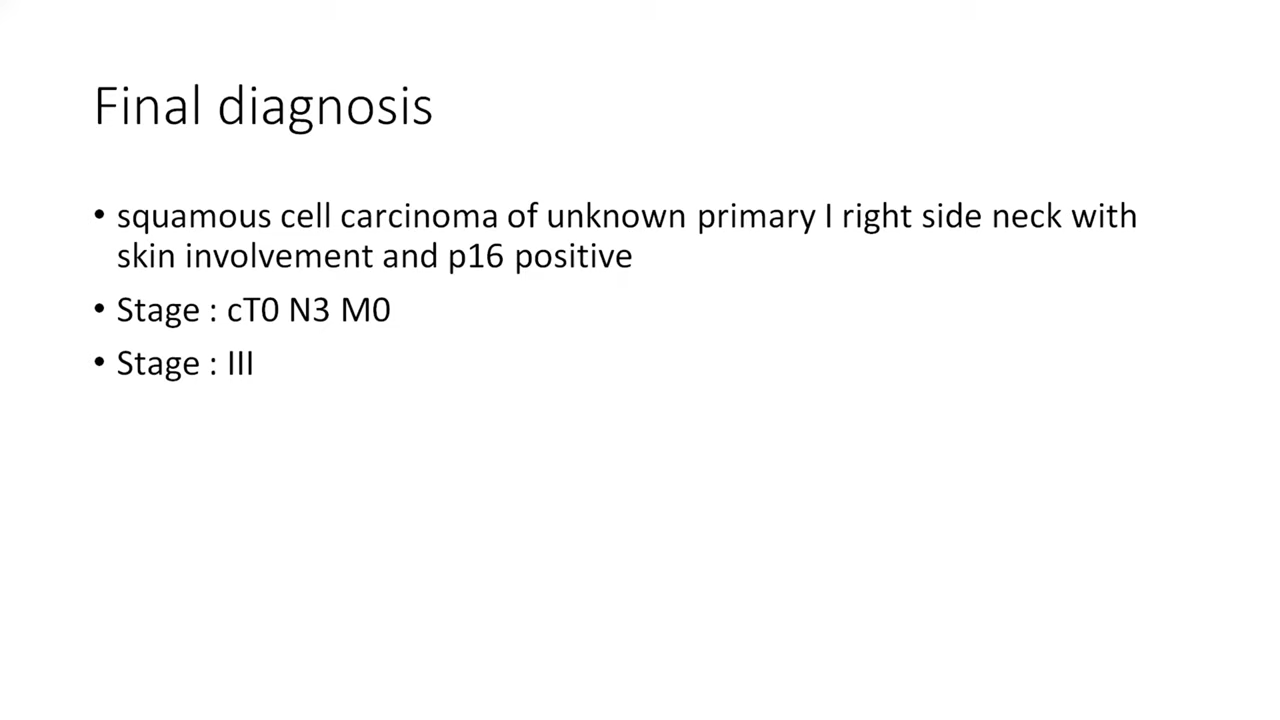 Final diagnosis
• squamous cell carcinoma of unknown primary I right side neck with
skin involvement and p16 positive
• Stage : cT0 N3 M0
• Stage : III